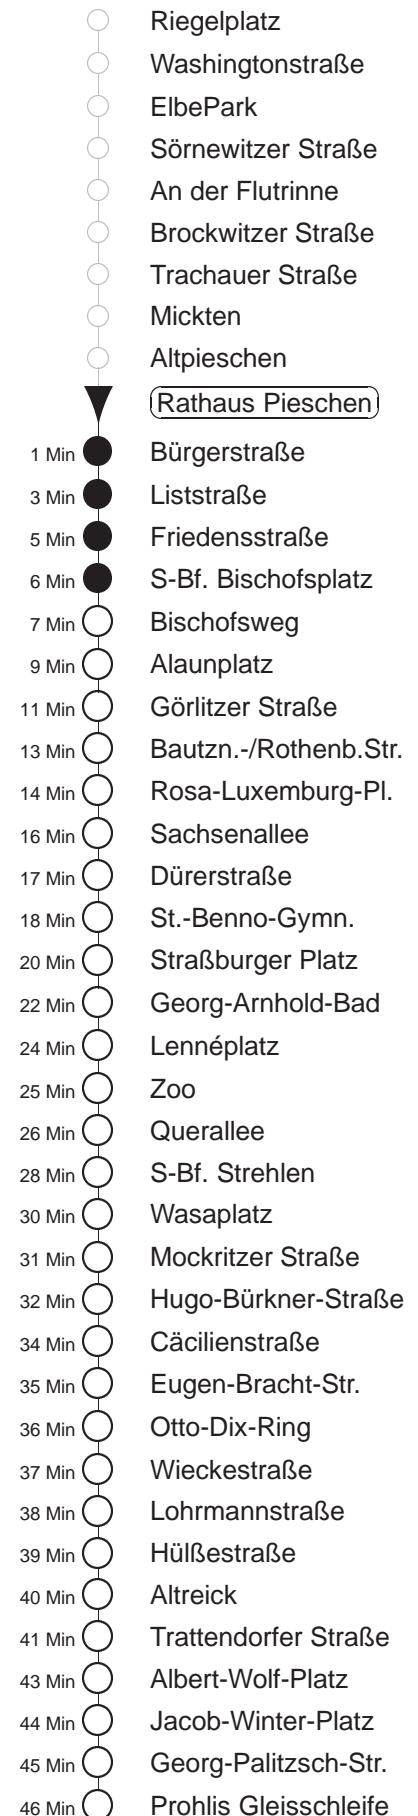 Riegelplatz
Washingtonstraße
ElbePark
Sörnewitzer Straße
An der Flutrinne
Brockwitzer Straße
Trachauer Straße
Mickten
Altpieschen
Rathaus Pieschen
1 Min Bürgerstraße
3 Min Liststraße
5 Min Friedensstraße
6 Min S-Bf. Bischofsplatz
7 Min Bischofsweg
9 Min Alaunplatz
11 Min Görlitzer Straße
13 Min Bautzn.-/Rothenb.Str.
14 Min Rosa-Luxemburg-Pl.
16 Min Sachsenallee
17 Min Dürerstraße
18 Min St.-Benno-Gymn.
20 Min Straßburger Platz
22 Min Georg-Arnhold-Bad
24 Min Lennéplatz
25 Min Zoo
26 Min Querallee
28 Min S-Bf. Strehlen
30 Min Wasaplatz
31 Min Mockritzer Straße
32 Min Hugo-Bürkner-Straße
34 Min Cäcilienstraße
35 Min Eugen-Bracht-Str.
36 Min Otto-Dix-Ring
37 Min Wieckestraße
38 Min Lohrmannstraße
39 Min Hülßestraße
40 Min Altreick
41 Min Trattendorfer Straße
43 Min Albert-Wolf-Platz
44 Min Jacob-Winter-Platz
45 Min Georg-Palitzsch-Str.
46 Min Prohlis Gleisschleife